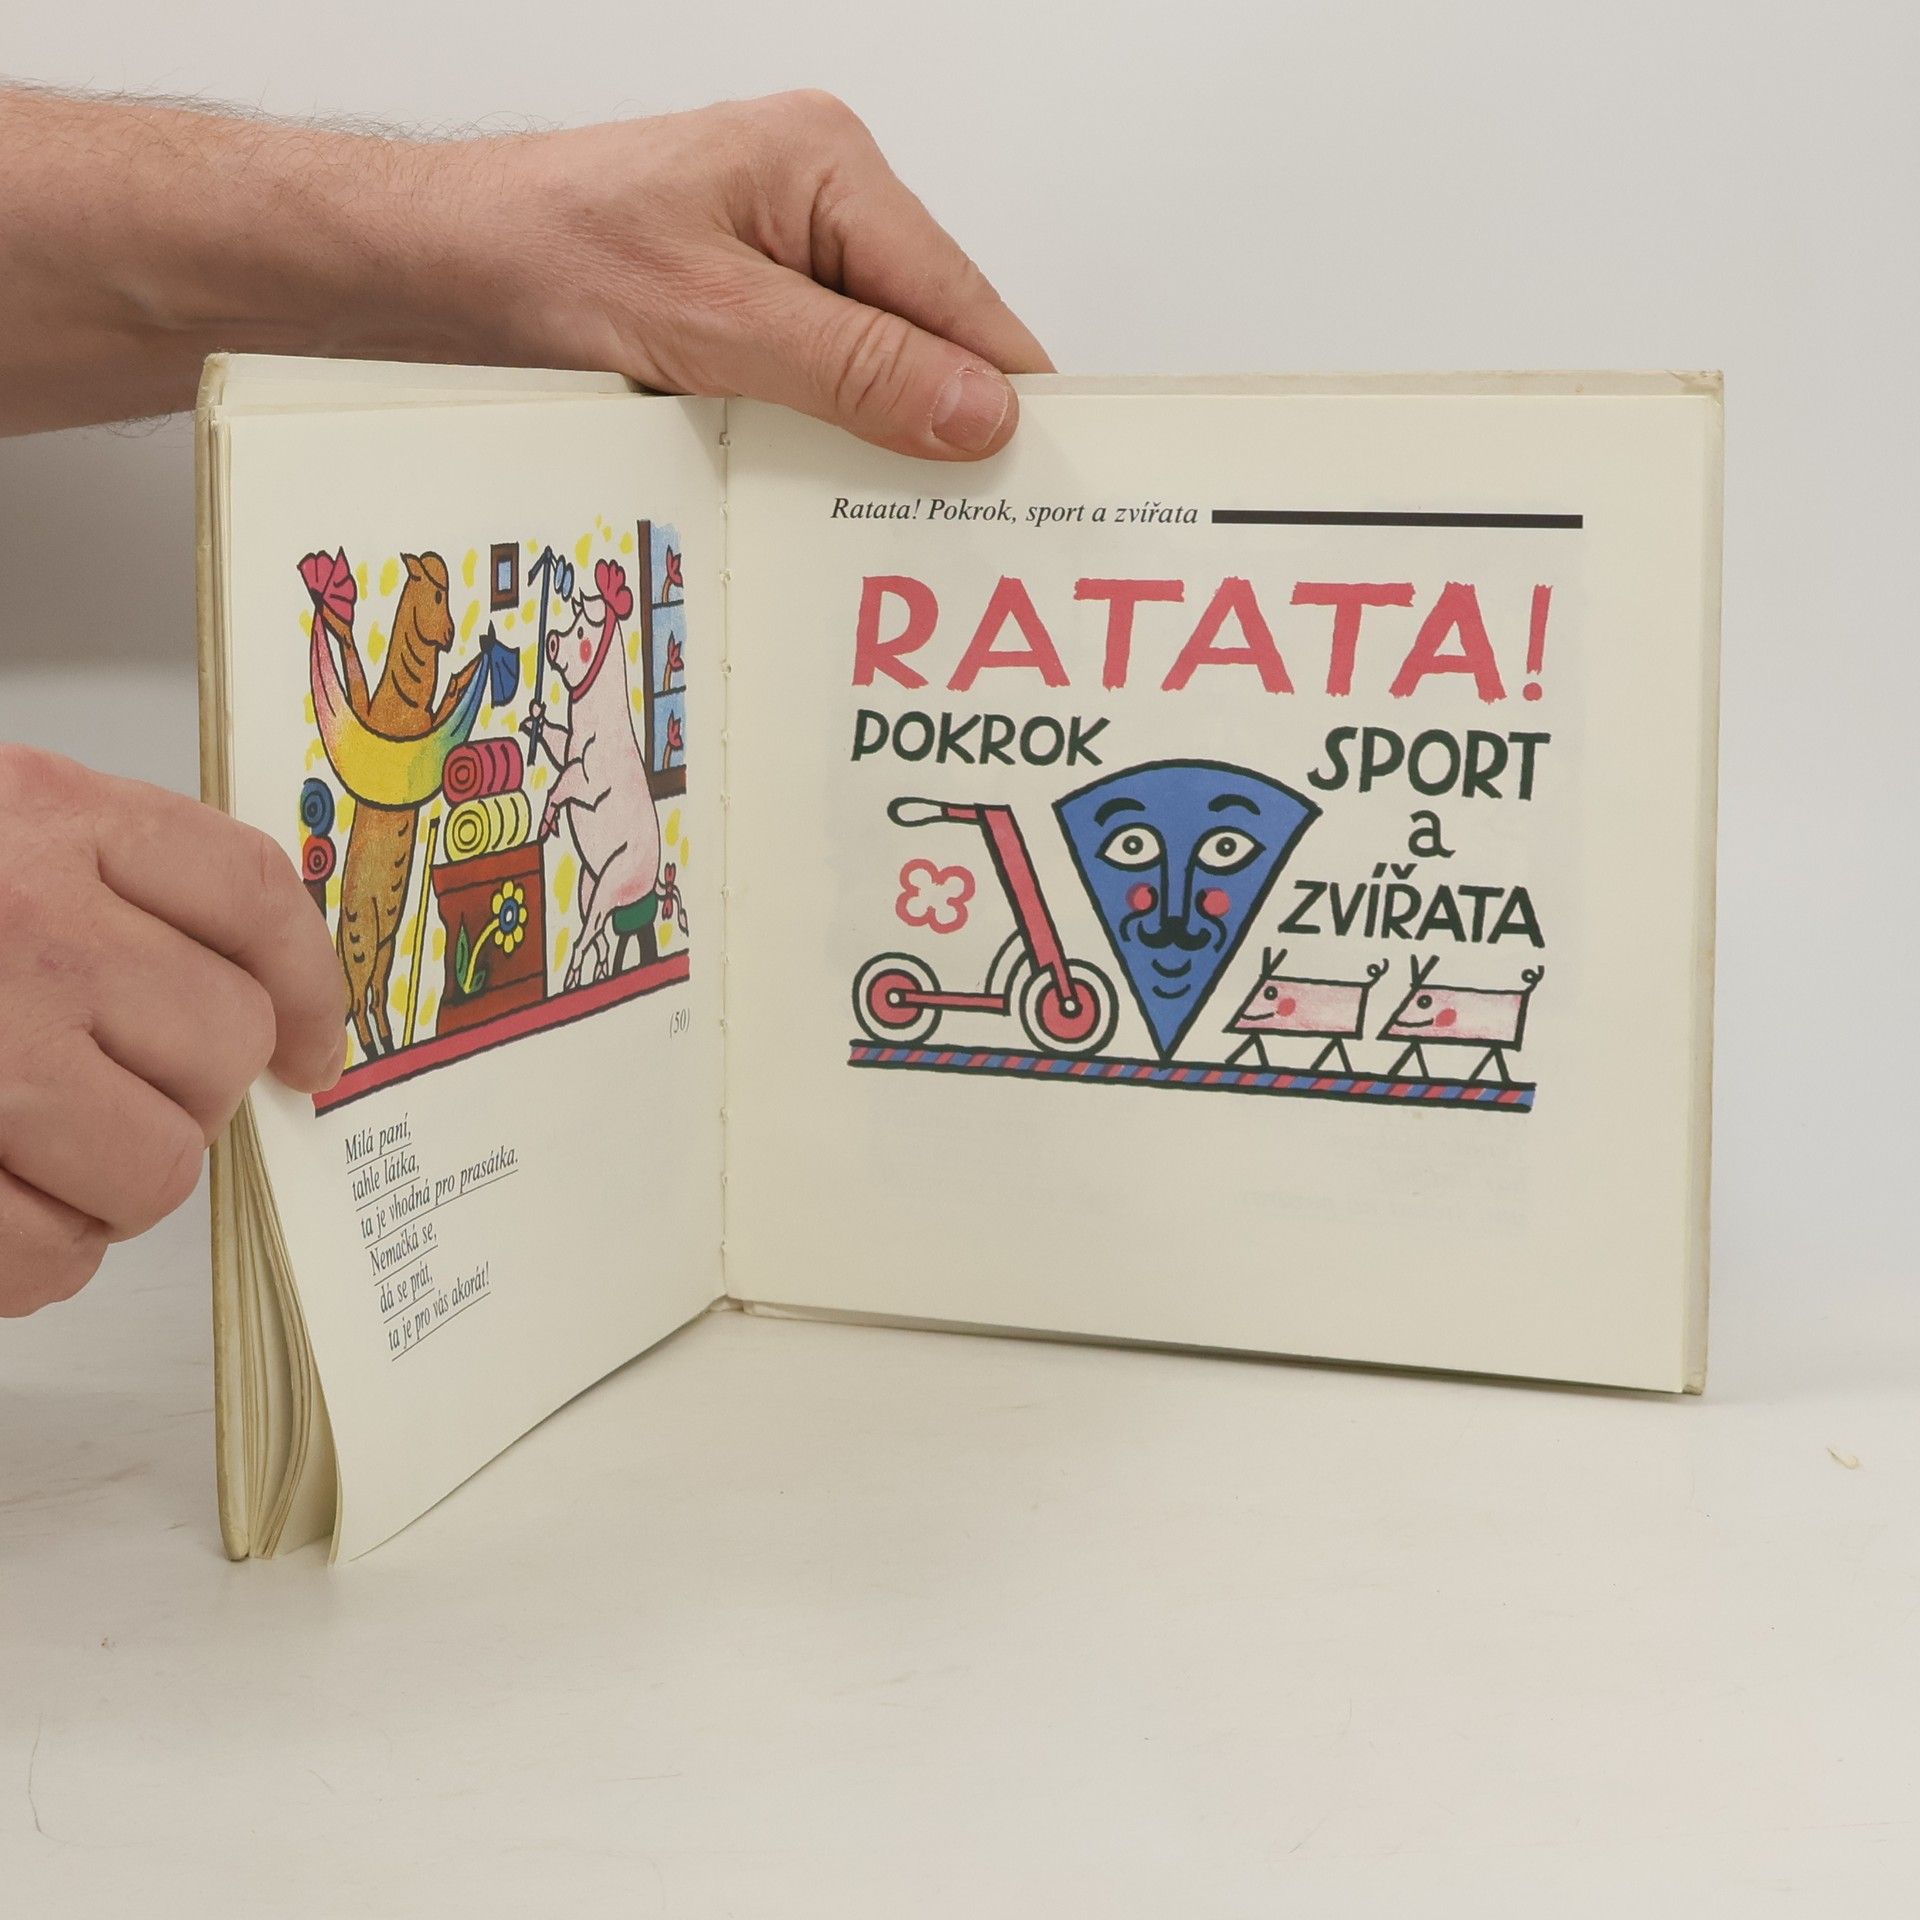 (50)
Milá paní,
tahle látka,
ta je vhodná pro prasátka.
Nemačká se,
dá se prát,
ta je pro vás akorát!
Ratata! Pokrok, sport a zvířata
RATATA!
POKROK
SPORT
a
ZVÍŘATA